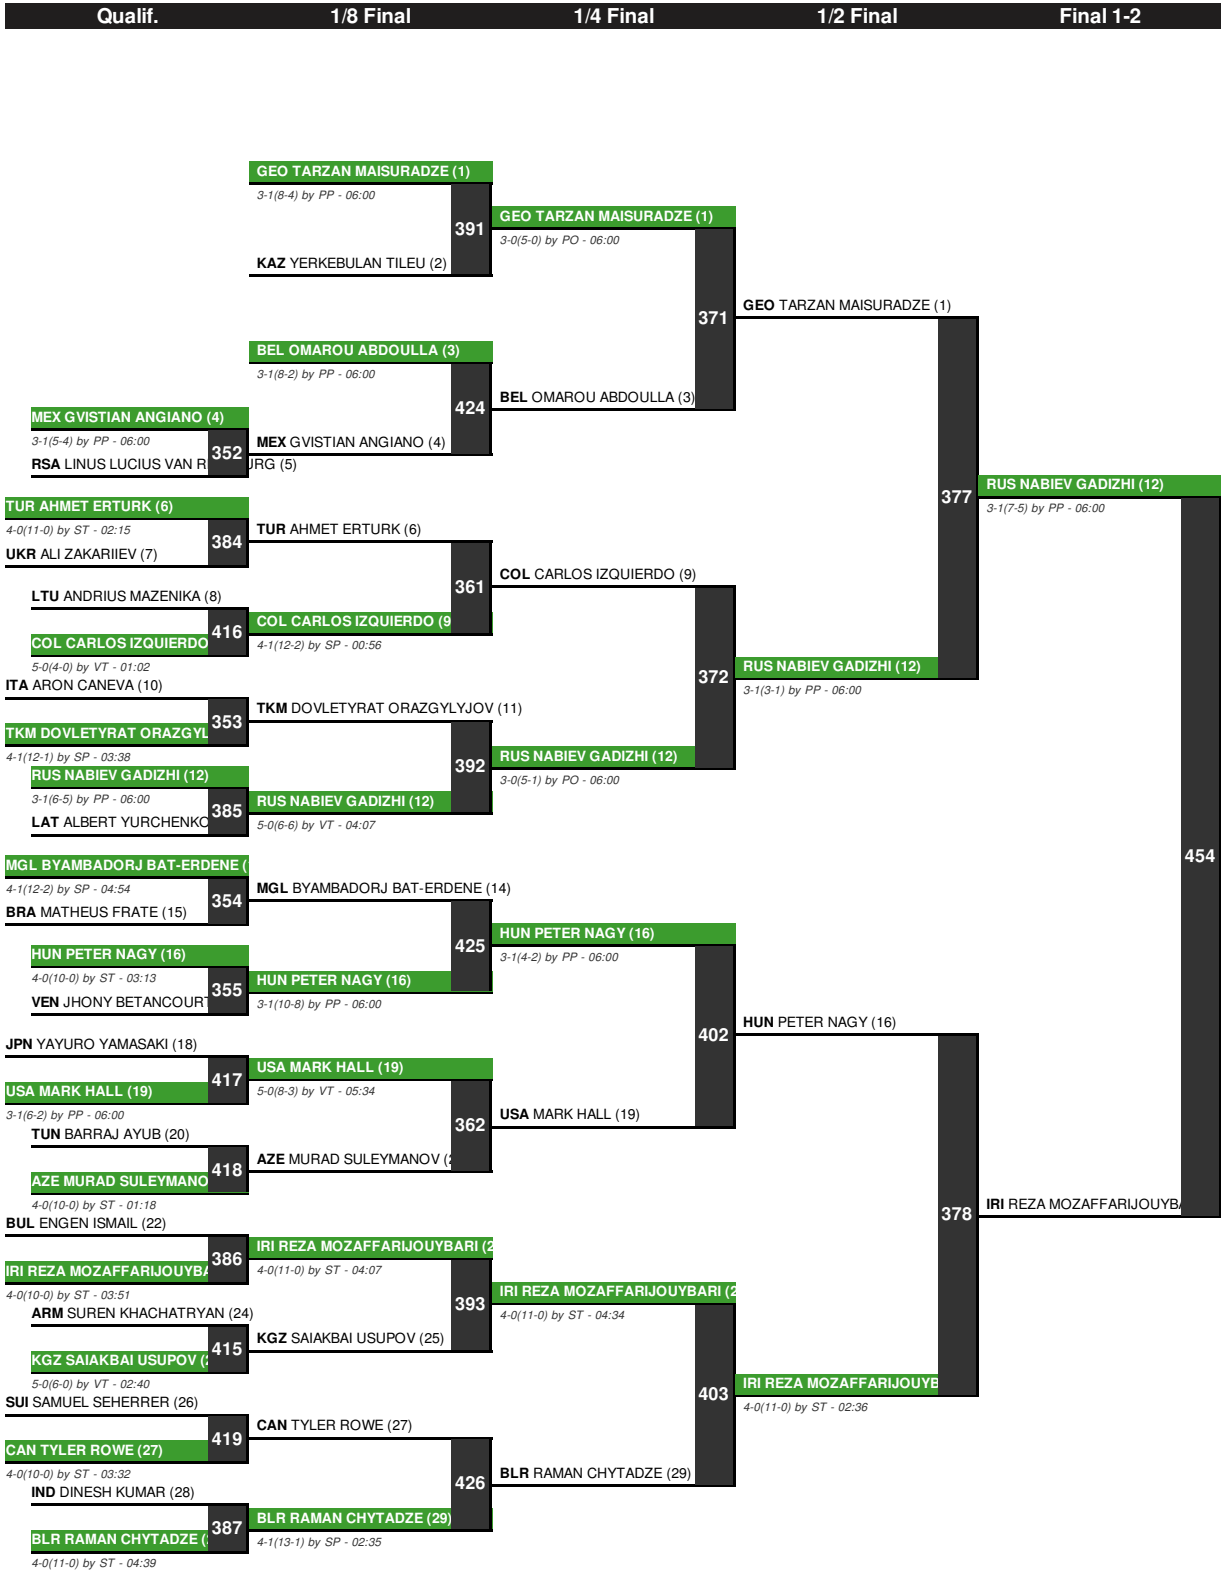 Qualif. 1/8 Final 1/4 Final 1/2 Final Final 1-2
GEO TARZAN MAISURADZE (1)
3-1(8-4) by PP - 06:00
GEO TARZAN MAISURADZE (1)
391
3-0(5-0) by PO - 06:00
KAZ YERKEBULAN TILEU (2)
GEO TARZAN MAISURADZE (1)
371
BEL OMAROU ABDOULLA (3)
3-1(8-2) by PP - 06:00
BEL OMAROU ABDOULLA (3)
424
MEX GVISTIAN ANGIANO (4)
3-1(5-4) by PP - 06:00
MEX GVISTIAN ANGIANO (4)
352
RSA LINUS LUCIUS VAN R URG (5)
RUS NABIEV GADIZHI (12)
377
3-1(7-5) by PP - 06:00
TUR AHMET ERTURK (6)
4-0(11-0) by ST - 02:15
TUR AHMET ERTURK (6)
384
UKR ALI ZAKARIIEV (7)
COL CARLOS IZQUIERDO (9)
361
LTU ANDRIUS MAZENIKA (8)
COL CARLOS IZQUIERDO (9
416
COL CARLOS IZQUIERDO
4-1(12-2) by SP - 00:56
5-0(4-0) by VT - 01:02
RUS NABIEV GADIZHI (12)
372
3-1(3-1) by PP - 06:00
ITA ARON CANEVA (10)
TKM DOVLETYRAT ORAZGYLYJOV (11)
353
TKM DOVLETYRAT ORAZGYL
4-1(12-1) by SP - 03:38
RUS NABIEV GADIZHI (12)
392
3-0(5-1) by PO - 06:00
RUS NABIEV GADIZHI (12)
3-1(6-5) by PP - 06:00
RUS NABIEV GADIZHI (12)
385
LAT ALBERT YURCHENKO
5-0(6-6) by VT - 04:07
454
MGL BYAMBADORJ BAT-ERDENE (
4-1(12-2) by SP - 04:54
MGL BYAMBADORJ BAT-ERDENE (14)
354
BRA MATHEUS FRATE (15)
HUN PETER NAGY (16)
425
3-1(4-2) by PP - 06:00
HUN PETER NAGY (16)
4-0(10-0) by ST - 03:13
HUN PETER NAGY (16)
355
VEN JHONY BETANCOURT
3-1(10-8) by PP - 06:00
HUN PETER NAGY (16)
402
JPN YAYURO YAMASAKI (18)
USA MARK HALL (19)
417
USA MARK HALL (19)
5-0(8-3) by VT - 05:34
3-1(6-2) by PP - 06:00
USA MARK HALL (19)
362
TUN BARRAJ AYUB (20)
AZE MURAD SULEYMANOV (2
418
AZE MURAD SULEYMANO
4-0(10-0) by ST - 01:18
IRI REZA MOZAFFARIJOUYBA
378
BUL ENGEN ISMAIL (22)
IRI REZA MOZAFFARIJOUYBARI (2
386
IRI REZA MOZAFFARIJOUYBA
4-0(11-0) by ST - 04:07
4-0(10-0) by ST - 03:51
IRI REZA MOZAFFARIJOUYBARI (2
393
4-0(11-0) by ST - 04:34
ARM SUREN KHACHATRYAN (24)
KGZ SAIAKBAI USUPOV (25)
415
KGZ SAIAKBAI USUPOV (2
5-0(6-0) by VT - 02:40
IRI REZA MOZAFFARIJOUYB
403
4-0(11-0) by ST - 02:36
SUI SAMUEL SEHERRER (26)
CAN TYLER ROWE (27)
419
CAN TYLER ROWE (27)
4-0(10-0) by ST - 03:32
BLR RAMAN CHYTADZE (29)
426
IND DINESH KUMAR (28)
BLR RAMAN CHYTADZE (29)
387
BLR RAMAN CHYTADZE (
4-1(13-1) by SP - 02:35
4-0(11-0) by ST - 04:39